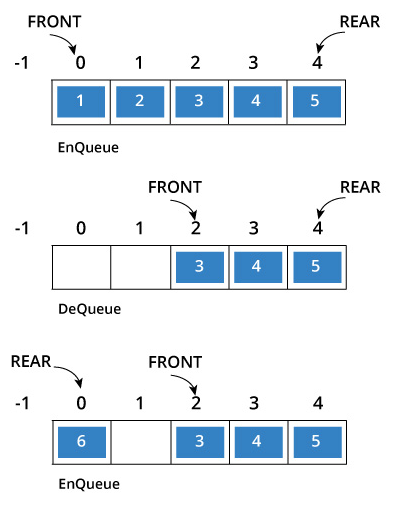 FRONT REAR
-1 0 1 2 3 4
1 2 3 4 5
EnQueue
FRONT REAR
-1 0 1 2 3 4
3 4 5
DeQueue
REAR FRONT
-1 0 1 2 3 4
6 3 4 5
EnQueue